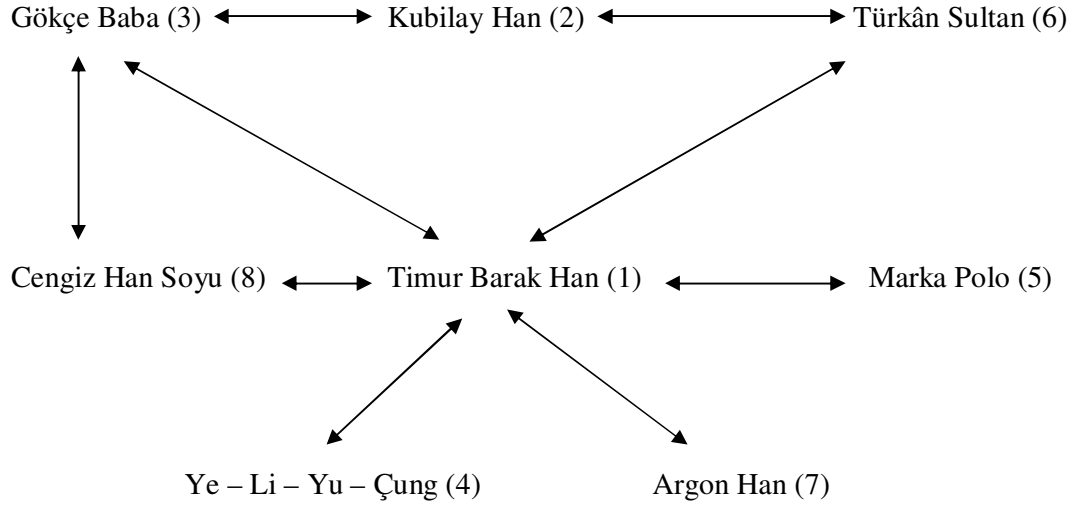 Gökçe Baba (3) Kubilay Han (2) Türkân Sultan (6)
Cengiz Han Soyu (8) Timur Barak Han (1) Marka Polo (5)
Ye – Li – Yu – Çung (4) Argon Han (7)